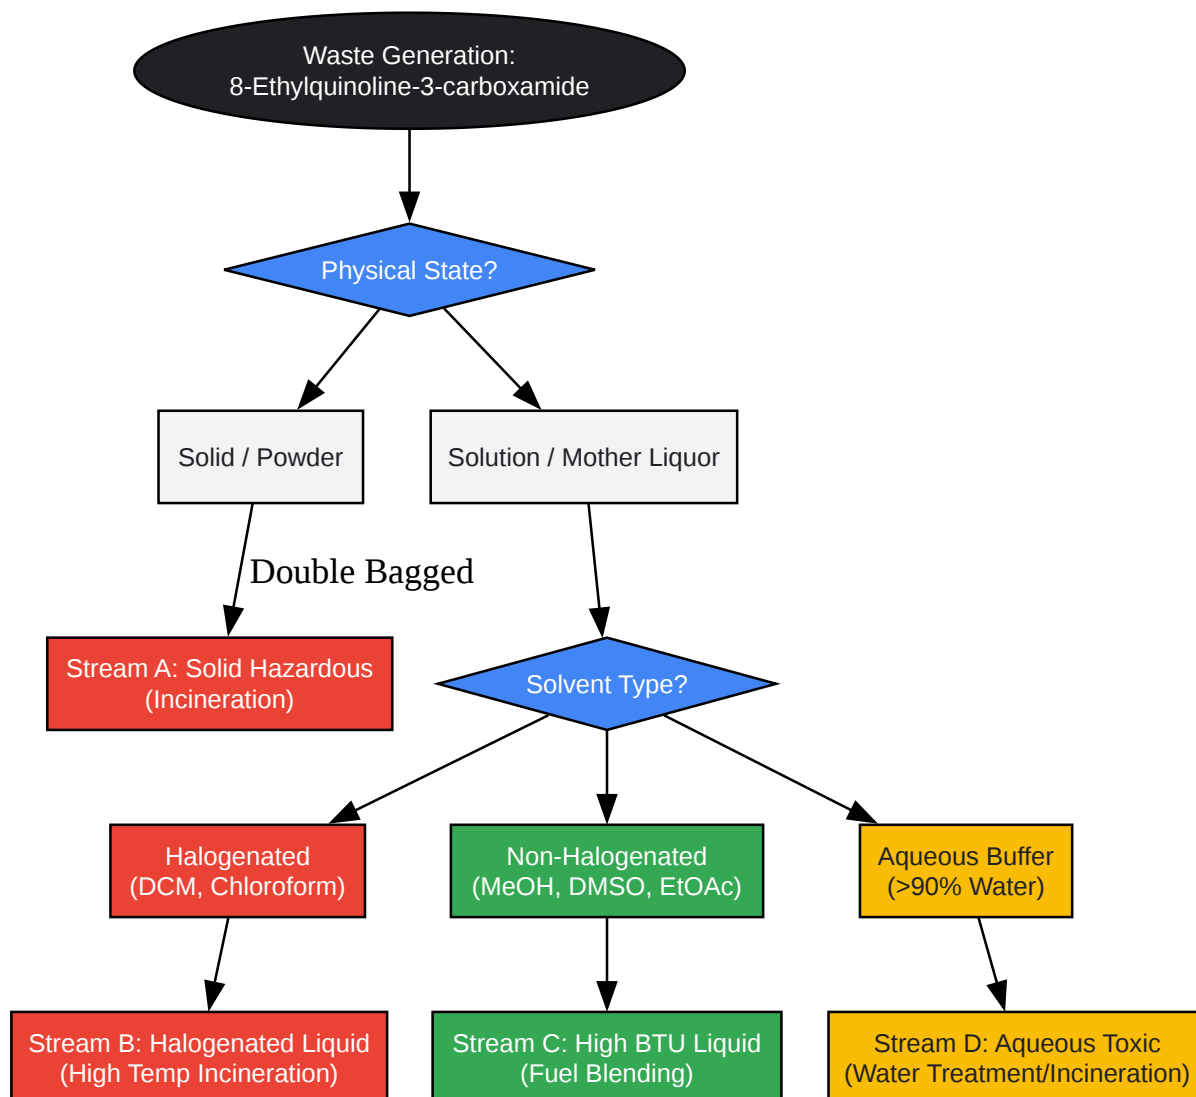 Waste Generation:
8-Ethylquinoline-3-carboxamide
Physical State?
Solid / Powder
Solution / Mother Liquor
Double Bagged
Stream A: Solid Hazardous
(Incineration)
Solvent Type?
Halogenated
(DCM, Chloroform)
Non-Halogenated
(MeOH, DMSO, EtOAc)
Aqueous Buffer
(>90% Water)
Stream B: Halogenated Liquid
(High Temp Incineration)
Stream C: High BTU Liquid
(Fuel Blending)
Stream D: Aqueous Toxic
(Water Treatment/Incineration)